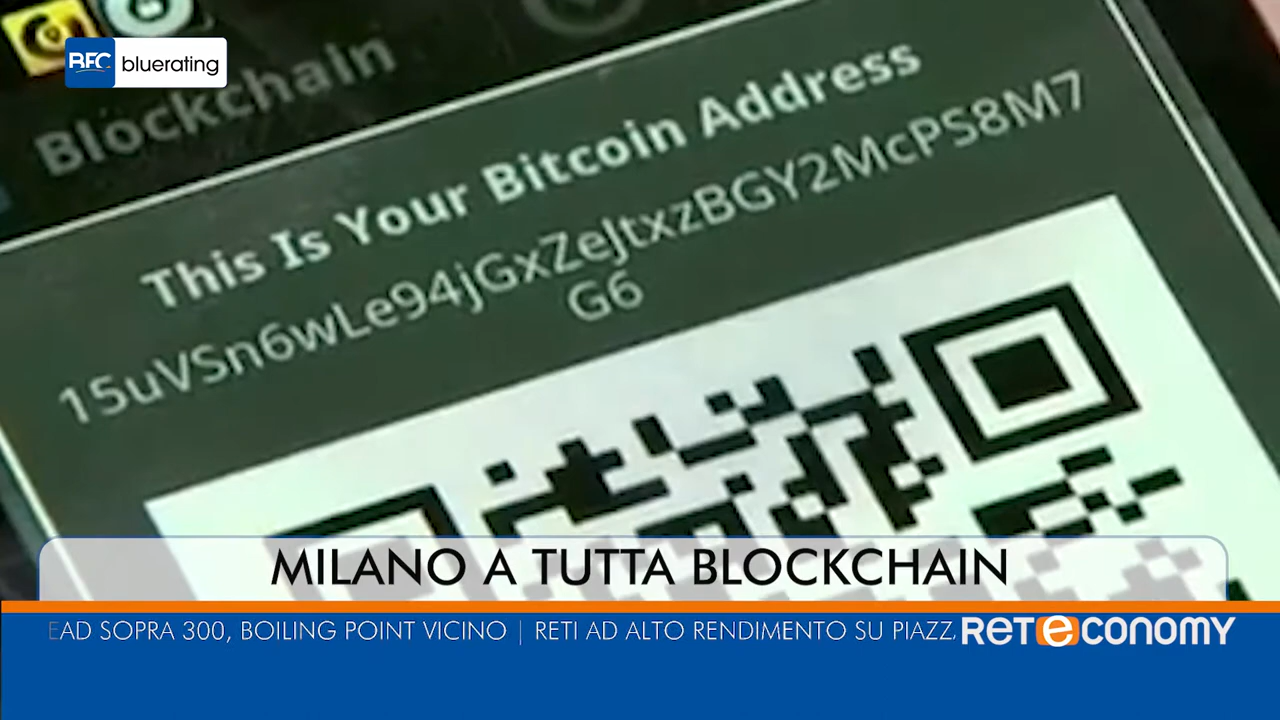 BFC bluerating
Blockchain
This Is Your Bitcoin Address
15uVSn6wLe94jGxZeJtxzBGY2McPS8M7
G6
MILANO A TUTTA BLOCKCHAIN
EAD SOPRA 300, BOILING POINT VICINO | RETI AD ALTO RENDIMENTO SU PIAZZ
RETECONOMY